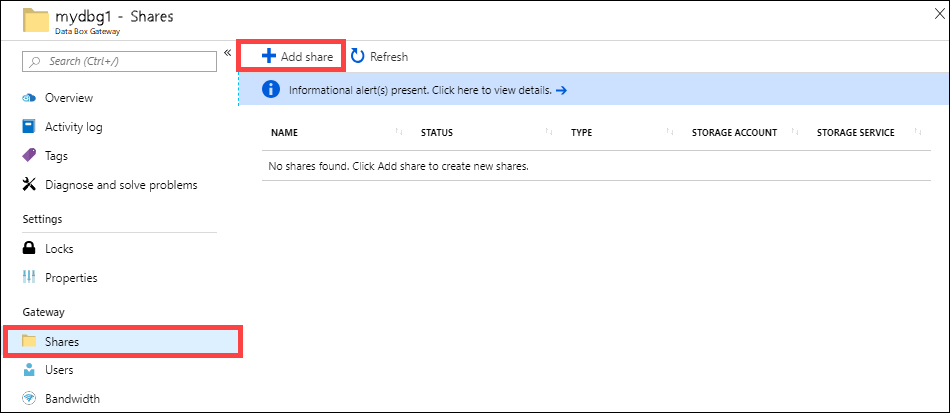 mydbg1 - Shares
Data Box Gateway
Search (Ctrl+/)
«
Add share
Refresh
Informational alert(s) present. Click here to view details. →
Overview
Activity log
Tags
Diagnose and solve problems
Settings
Locks
Properties
Gateway
Shares
Users
Bandwidth
NAME STATUS TYPE STORAGE ACCOUNT STORAGE SERVICE
No shares found. Click Add share to create new shares.